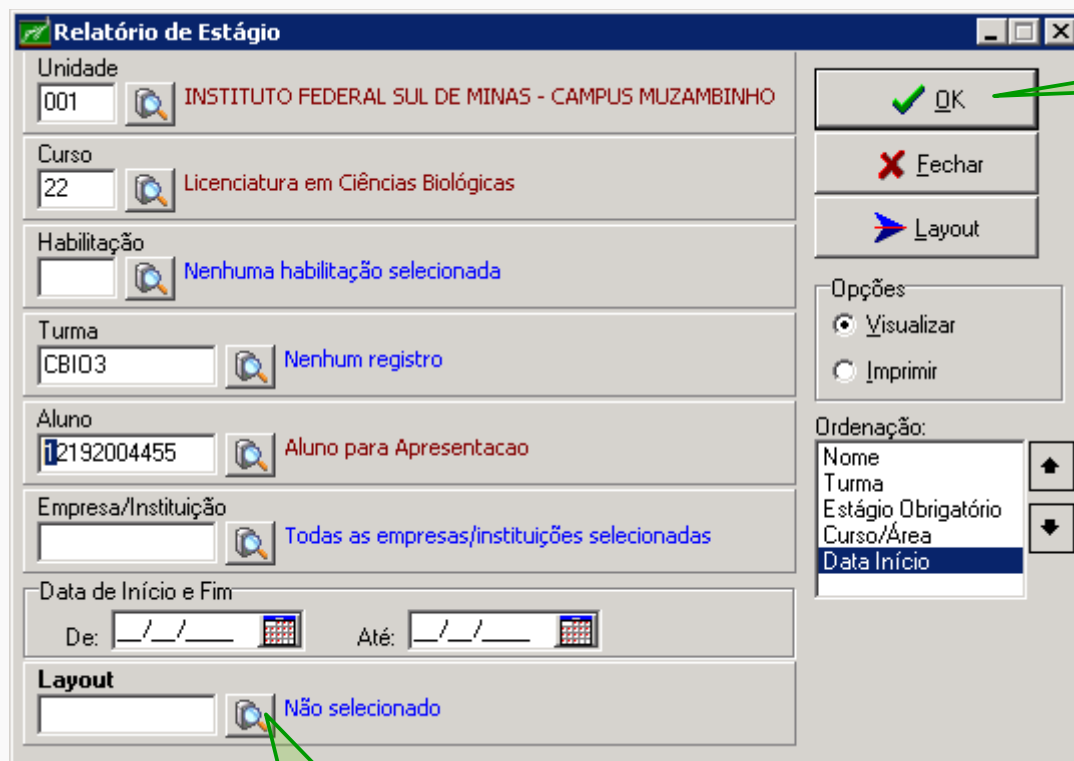 Relatório de Estágio
Unidade
001 INSTITUTO FEDERAL SUL DE MINAS - CAMPUS MUZAMBINHO
Curso
22 Licenciatura em Ciências Biológicas
Habilitação
Nenhuma habilitação selecionada
Turma
CBIO3 Nenhum registro
Aluno
12192004455 Aluno para Apresentacao
Empresa/Instituição
Todas as empresas/instituições selecionadas
Data de Início e Fim
De: __/__/____ Até: __/__/____
Layout
Não selecionado
OK
Fechar
Layout
Opções
Visualizar
Imprimir
Ordenação:
Nome
Turma
Estágio Obrigatório
Curso/Área
Data Início